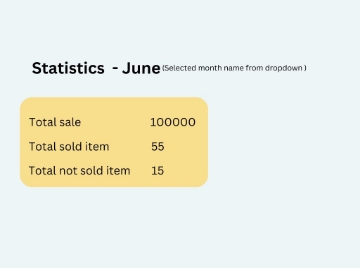 Statistics - June (Selected month name from dropdown )
Total sale 100000
Total sold item 55
Total not sold item 15